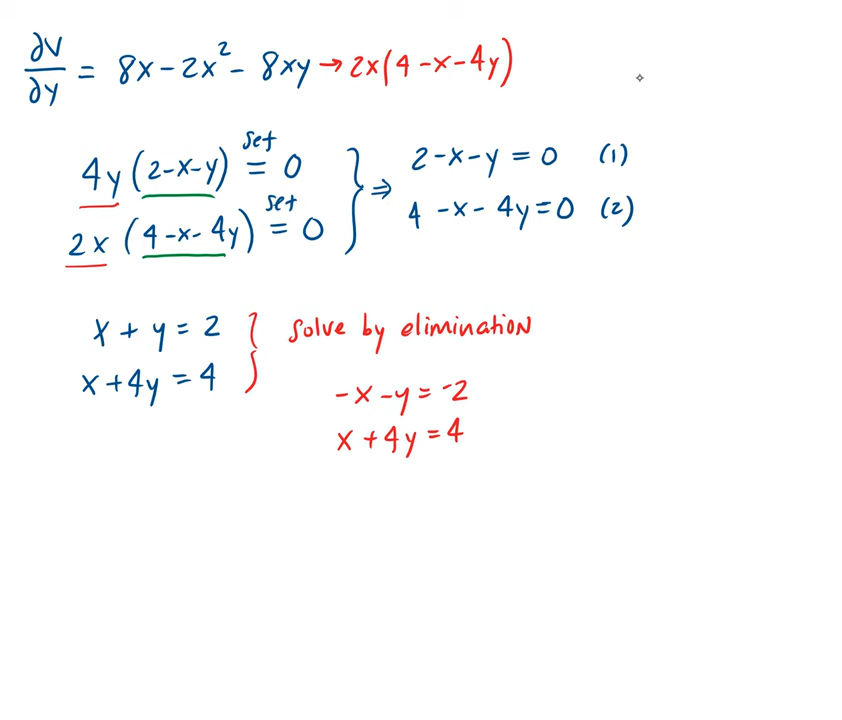 ∂V/∂y = 8x - 2x² - 8xy → 2x(4 - x - 4y)
4y(2-x-y) set = 0
2x(4-x-4y) set = 0
} ⇒ 2-x-y = 0 (1)
4 -x - 4y = 0 (2)
x + y = 2
x + 4y = 4
} solve by elimination
-x - y = -2
x + 4y = 4